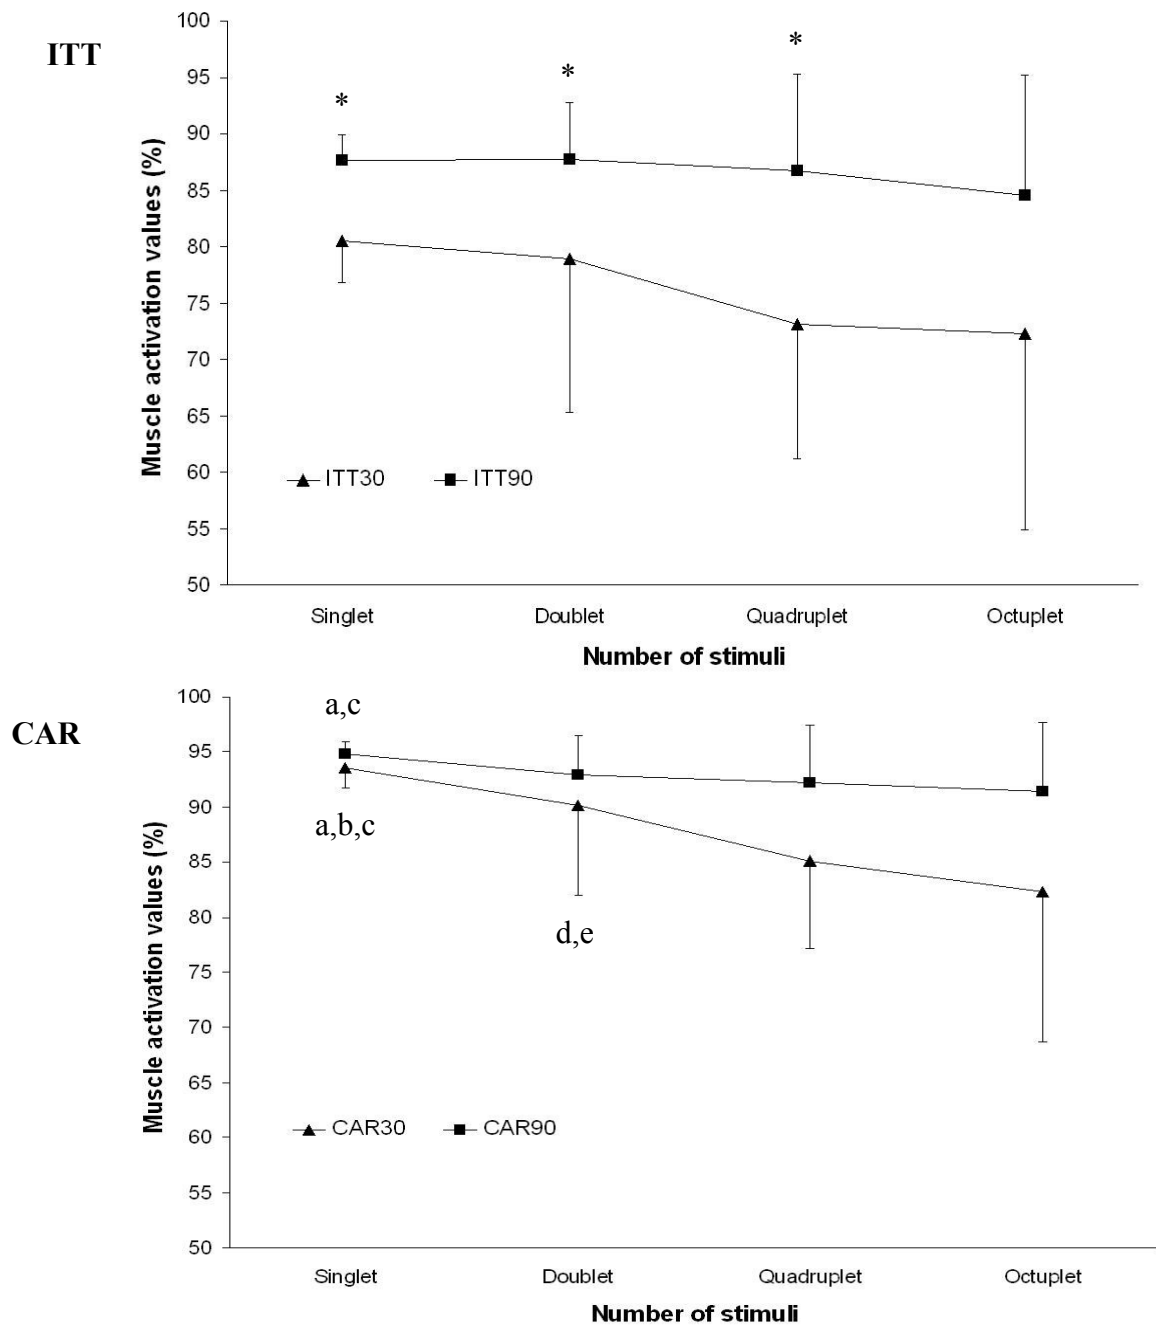 ITT
Muscle activation values (%)
100
95
90
85
80
75
70
65
60
55
50
*
*
*
ITT30
ITT90
Singlet
Doublet
Quadruplet
Octuplet
Number of stimuli
CAR
Muscle activation values (%)
100
95
90
85
80
75
70
65
60
55
50
a,c
a,b,c
d,e
CAR30
CAR90
Singlet
Doublet
Quadruplet
Octuplet
Number of stimuli